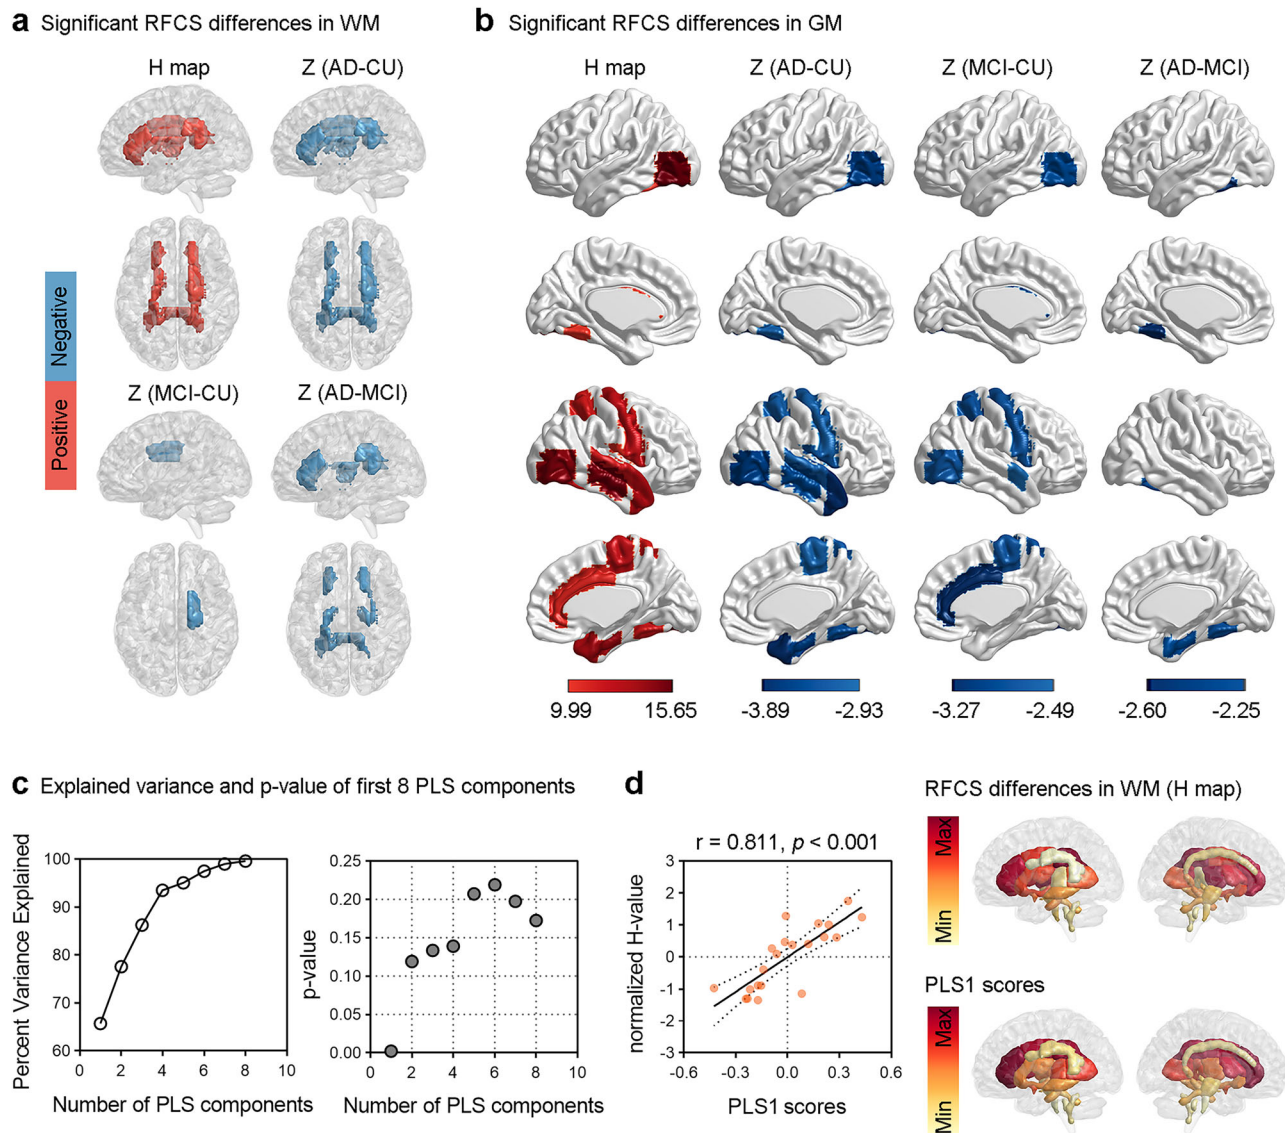 a Significant RFCS differences in WM
H map
Z (AD-CU)
Negative
Positive
Z (MCI-CU)
Z (AD-MCI)
b Significant RFCS differences in GM
H map
Z (AD-CU)
Z (MCI-CU)
Z (AD-MCI)
9.99
15.65
-3.89
-2.93
-3.27
-2.49
-2.60
-2.25
c Explained variance and p-value of first 8 PLS components
Percent Variance Explained
100
90
80
70
60
0
2
4
6
8
10
Number of PLS components
p-value
0.25
0.20
0.15
0.10
0.05
0.00
0
2
4
6
8
10
Number of PLS components
d
r = 0.811, p < 0.001
normalized H-value
3
2
1
0
-1
-2
-3
-0.6
-0.3
0.0
0.3
0.6
PLS1 scores
RFCS differences in WM (H map)
Max
Min
PLS1 scores
Max
Min